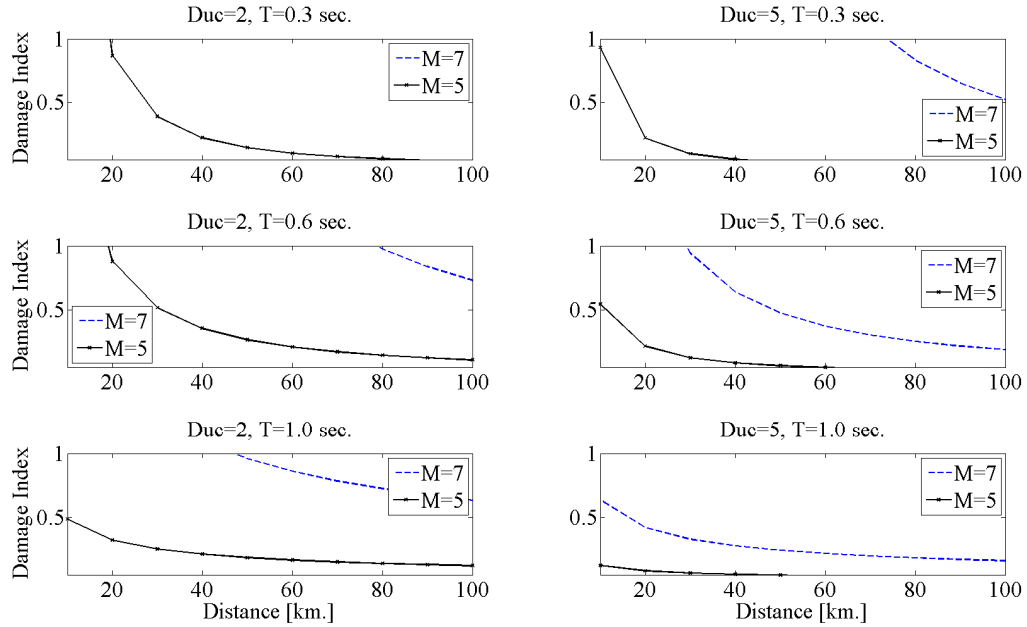 Duc=2, T=0.3 sec.
Damage Index
1
0.5
20 40 60 80 100
M=7
M=5
Duc=5, T=0.3 sec.
1
0.5
20 40 60 80 100
M=7
M=5
Duc=2, T=0.6 sec.
Damage Index
1
0.5
20 40 60 80 100
M=7
M=5
Duc=5, T=0.6 sec.
1
0.5
20 40 60 80 100
M=7
M=5
Duc=2, T=1.0 sec.
Damage Index
1
0.5
20 40 60 80 100
Distance [km.]
M=7
M=5
Duc=5, T=1.0 sec.
1
0.5
20 40 60 80 100
Distance [km.]
M=7
M=5